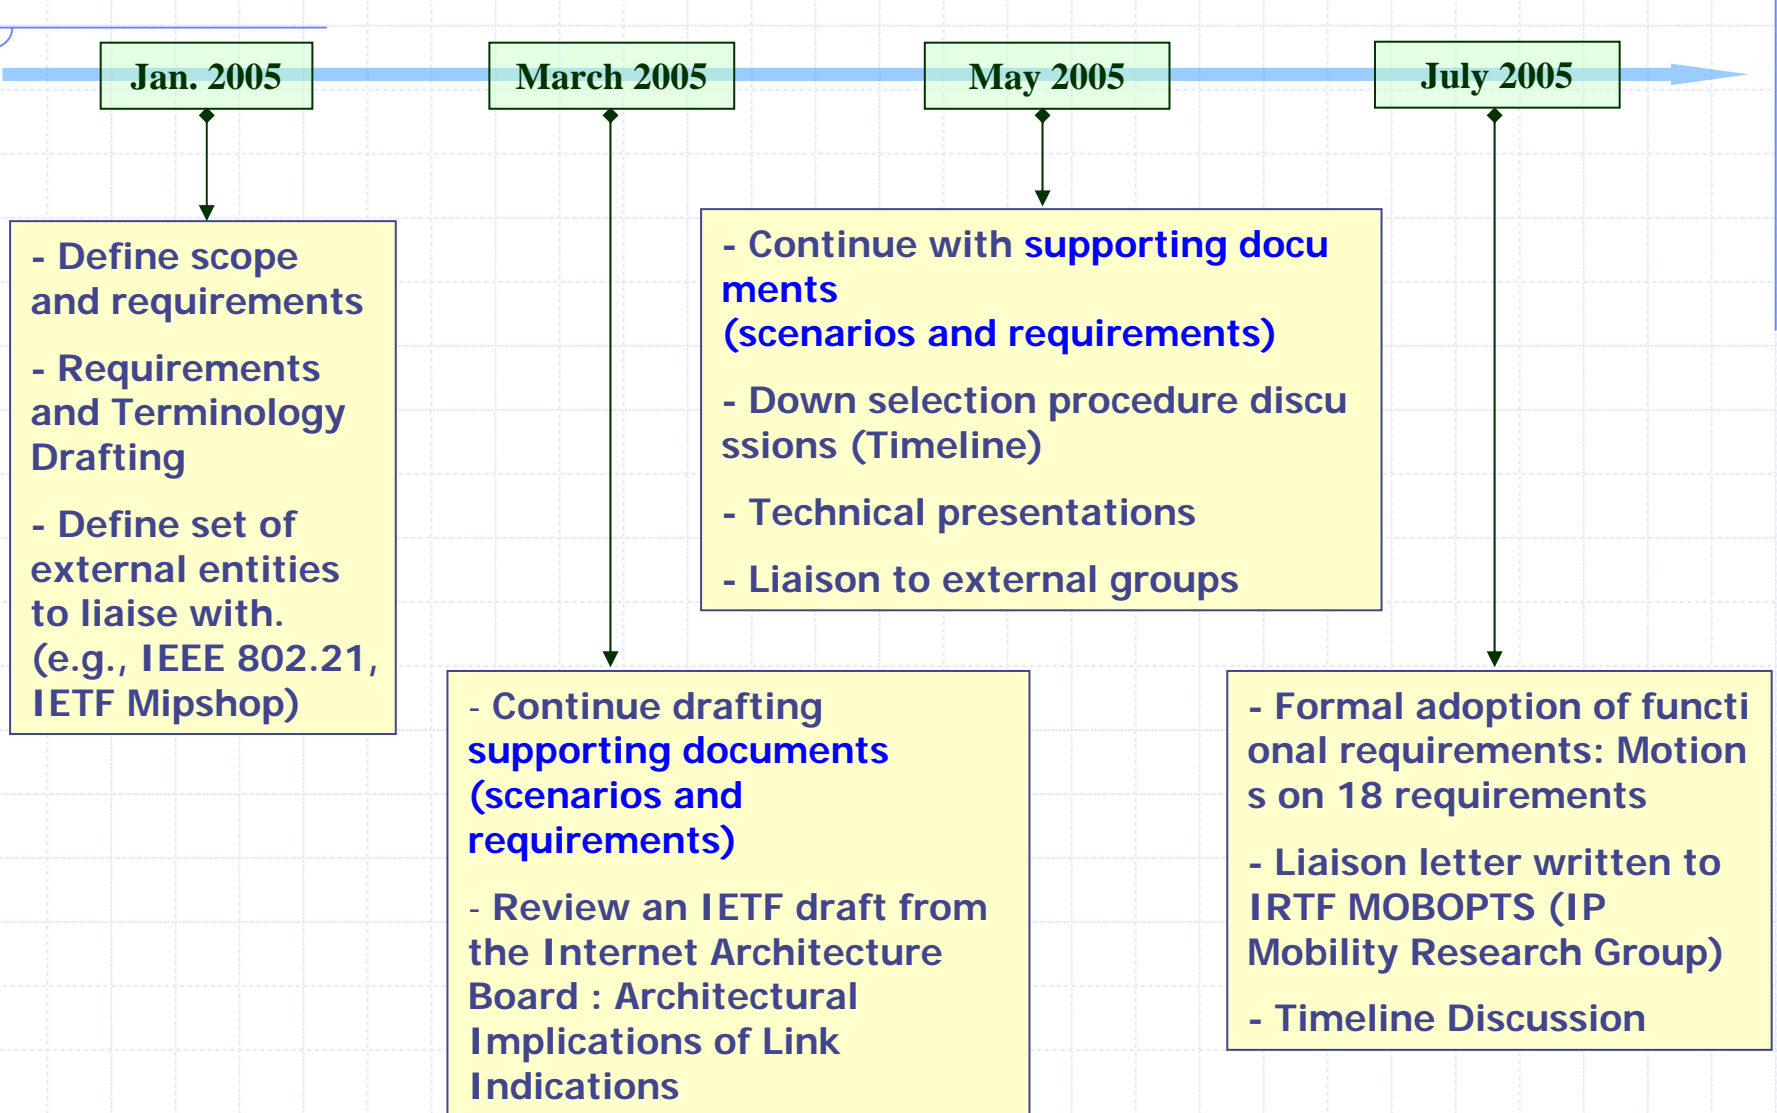 Jan. 2005
March 2005
May 2005
July 2005
- Define scope
and requirements
- Requirements
and Terminology
Drafting
- Define set of
external entities
to liaise with.
(e.g., IEEE 802.21,
IETF Mipshop)
- Continue drafting
supporting documents
(scenarios and
requirements)
- Review an IETF draft from
the Internet Architecture
Board : Architectural
Implications of Link
Indications
- Continue with supporting docu
ments
(scenarios and requirements)
- Down selection procedure discu
ssions (Timeline)
- Technical presentations
- Liaison to external groups
- Formal adoption of functi
onal requirements: Motion
s on 18 requirements
- Liaison letter written to
IRTF MOBOPTS (IP
Mobility Research Group)
- Timeline Discussion